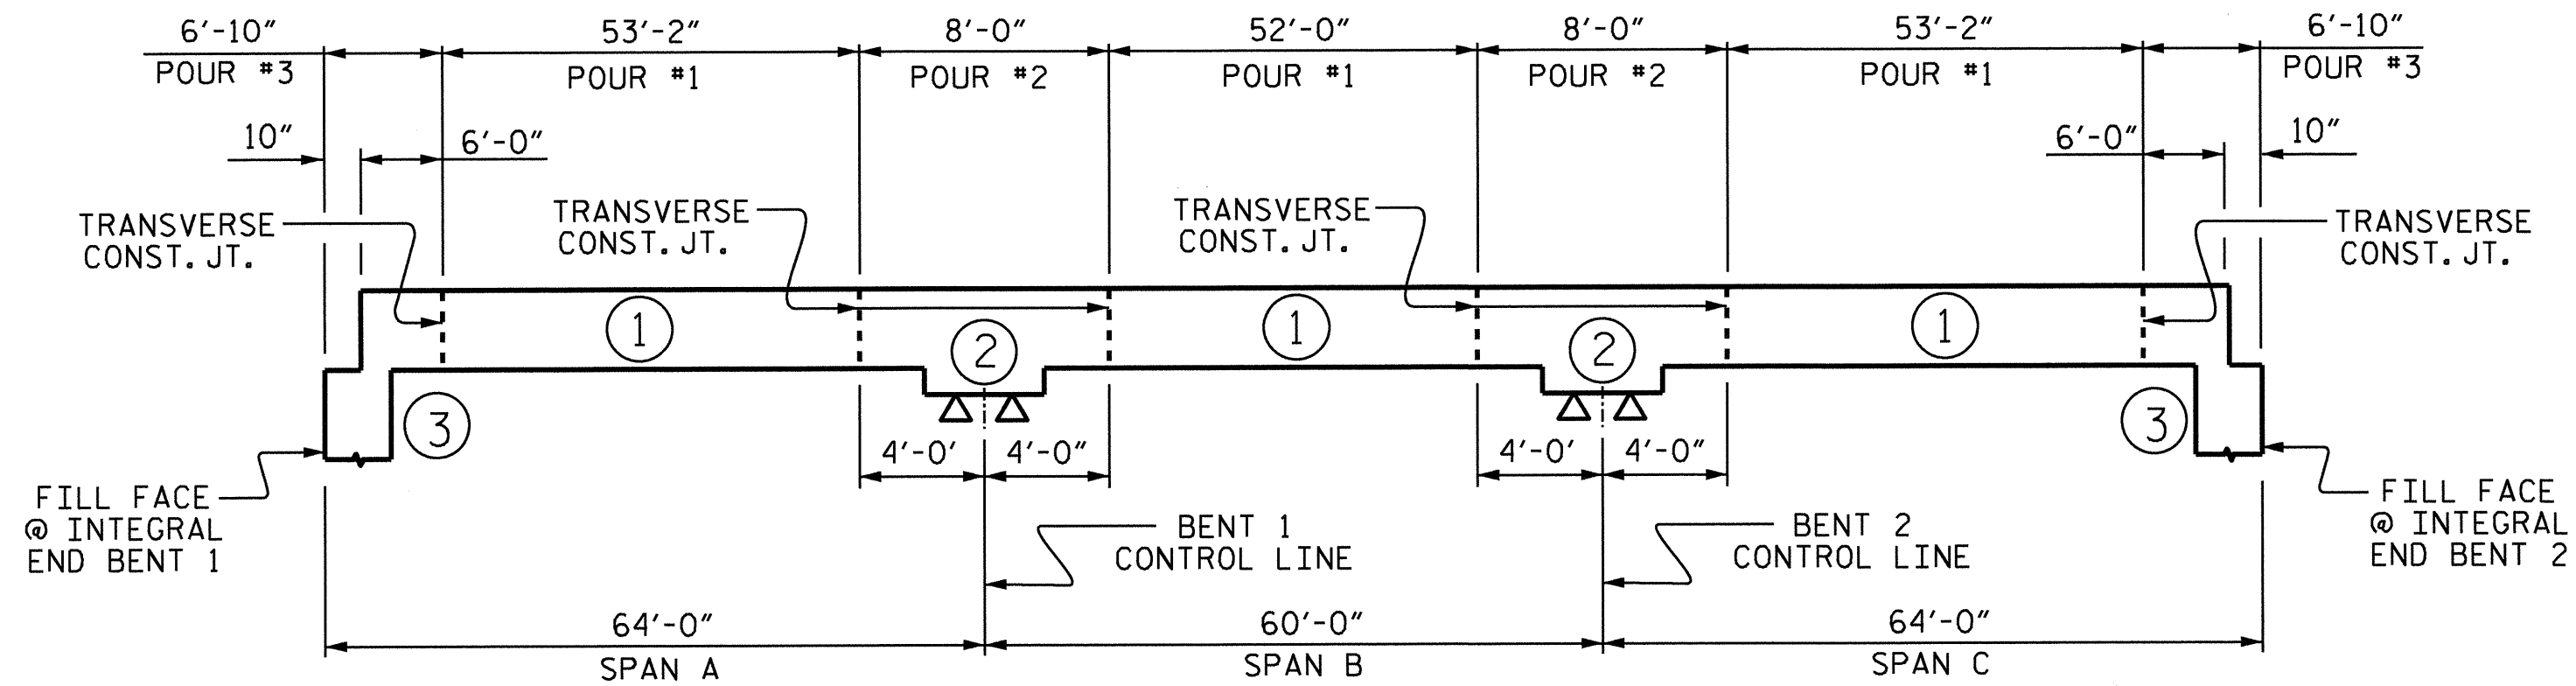 6'-10" 53'-2" 8'-0" 52'-0" 8'-0" 53'-2" 6'-10"
POUR #3 POUR #1 POUR #2 POUR #1 POUR #2 POUR #1 POUR #3
10" 6'-0" 6'-0" 10"
TRANSVERSE
CONST. JT.
TRANSVERSE
CONST. JT.
TRANSVERSE
CONST. JT.
TRANSVERSE
CONST. JT.
1 2 1 2 1
3 3
4'-0' 4'-0" 4'-0' 4'-0"
FILL FACE
@ INTEGRAL
END BENT 1
BENT 1
CONTROL LINE
BENT 2
CONTROL LINE
FILL FACE
@ INTEGRAL
END BENT 2
64'-0" 60'-0" 64'-0"
SPAN A SPAN B SPAN C